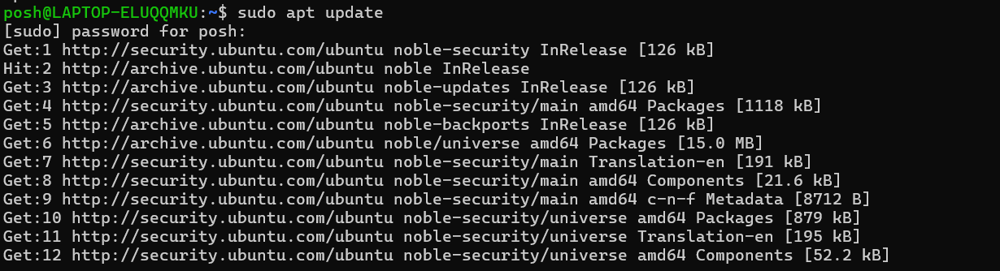 posh@LAPTOP-ELUQQMKU:~$ sudo apt update
[sudo] password for posh:
Get:1 http://security.ubuntu.com/ubuntu noble-security InRelease [126 kB]
Hit:2 http://archive.ubuntu.com/ubuntu noble InRelease
Get:3 http://archive.ubuntu.com/ubuntu noble-updates InRelease [126 kB]
Get:4 http://security.ubuntu.com/ubuntu noble-security/main amd64 Packages [1118 kB]
Get:5 http://archive.ubuntu.com/ubuntu noble-backports InRelease [126 kB]
Get:6 http://archive.ubuntu.com/ubuntu noble/universe amd64 Packages [15.0 MB]
Get:7 http://security.ubuntu.com/ubuntu noble-security/main Translation-en [191 kB]
Get:8 http://security.ubuntu.com/ubuntu noble-security/main amd64 Components [21.6 kB]
Get:9 http://security.ubuntu.com/ubuntu noble-security/main amd64 c-n-f Metadata [8712 B]
Get:10 http://security.ubuntu.com/ubuntu noble-security/universe amd64 Packages [879 kB]
Get:11 http://security.ubuntu.com/ubuntu noble-security/universe Translation-en [195 kB]
Get:12 http://security.ubuntu.com/ubuntu noble-security/universe amd64 Components [52.2 kB]